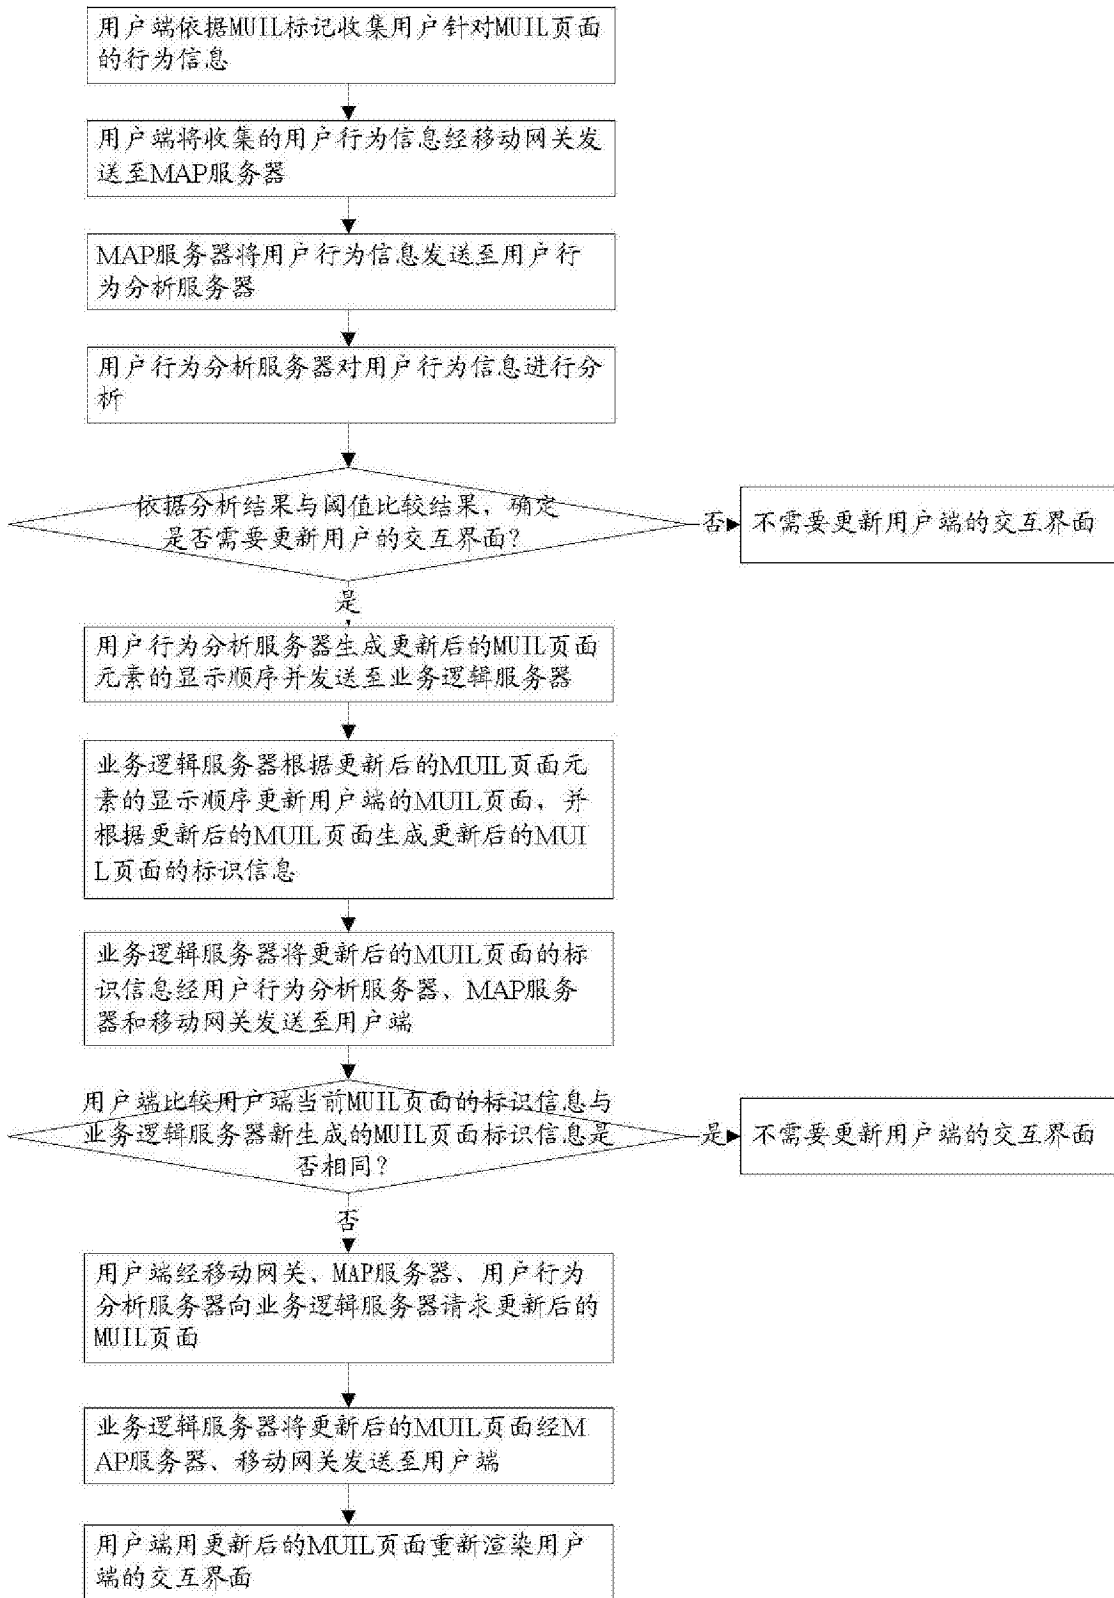 用户端依据MUIL标记收集用户针对MUIL页面
的行为信息
用户端将收集的用户行为信息经移动网关发
送至MAP服务器
MAP服务器将用户行为信息发送至用户行
为分析服务器
用户行为分析服务器对用户行为信息进行分
析
依据分析结果与阈值比较结果，确定
是否需要更新用户的交互界面？
否
不需要更新用户端的交互界面
是
用户行为分析服务器生成更新后的MUIL页面
元素的显示顺序并发送至业务逻辑服务器
业务逻辑服务器根据更新后的MUIL页面元
素的显示顺序更新用户端的MUIL页面，并
根据更新后的MUIL页面生成更新后的MUI
L页面的标识信息
业务逻辑服务器将更新后的MUIL页面的标
识信息经用户行为分析服务器、MAP服务
器和移动网关发送至用户端
用户端比较用户端当前MUIL页面的标识信息与
业务逻辑服务器新生成的MUIL页面标识信息是
否相同？
是
不需要更新用户端的交互界面
否
用户端经移动网关、MAP服务器、用户行为
分析服务器向业务逻辑服务器请求更新后的
MUIL页面
业务逻辑服务器将更新后的MUIL页面经M
AP服务器、移动网关发送至用户端
用户端用更新后的MUIL页面重新渲染用户
端的交互界面